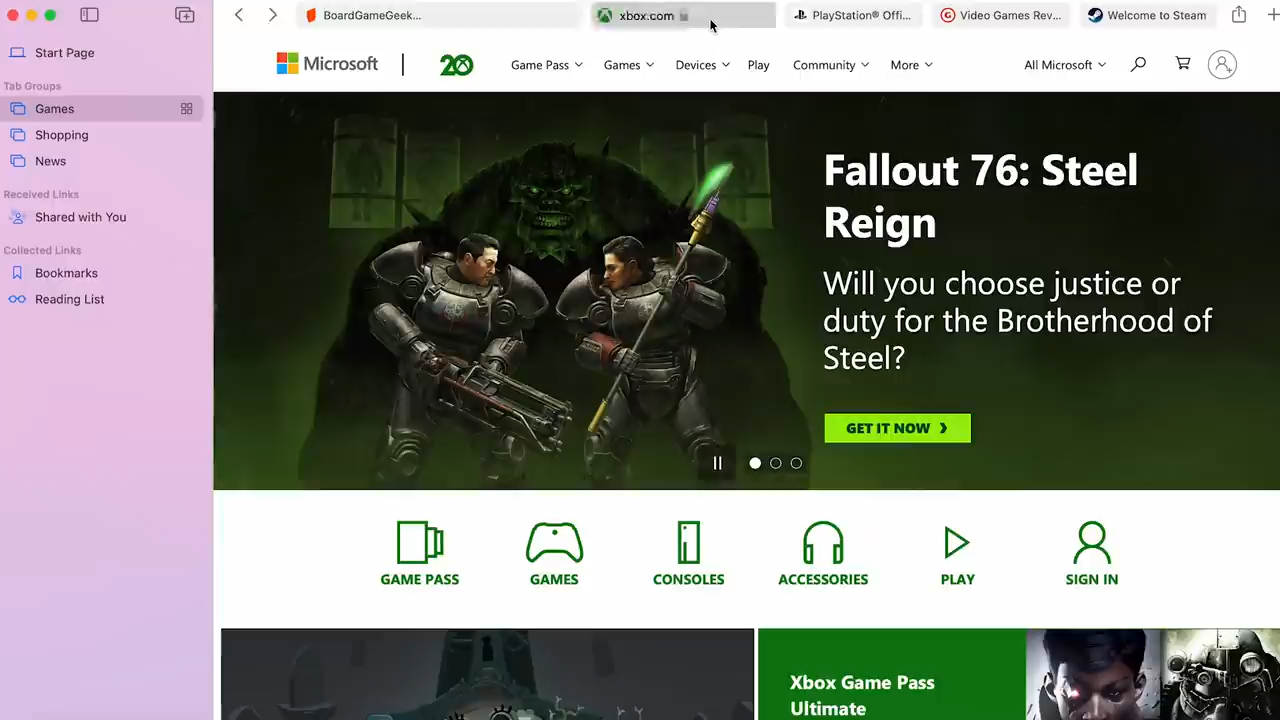 BoardGameGeek...
xbox.com
PlayStation® Offi...
Video Games Rev...
Welcome to Steam
Start Page
Tab Groups
Games
Shopping
News
Received Links
Shared with You
Collected Links
Bookmarks
Reading List
Microsoft
20
Game Pass
Games
Devices
Play
Community
More
All Microsoft
Fallout 76: Steel
Reign
Will you choose justice or
duty for the Brotherhood of
Steel?
GET IT NOW
GAME PASS
GAMES
CONSOLES
ACCESSORIES
PLAY
SIGN IN
Xbox Game Pass
Ultimate